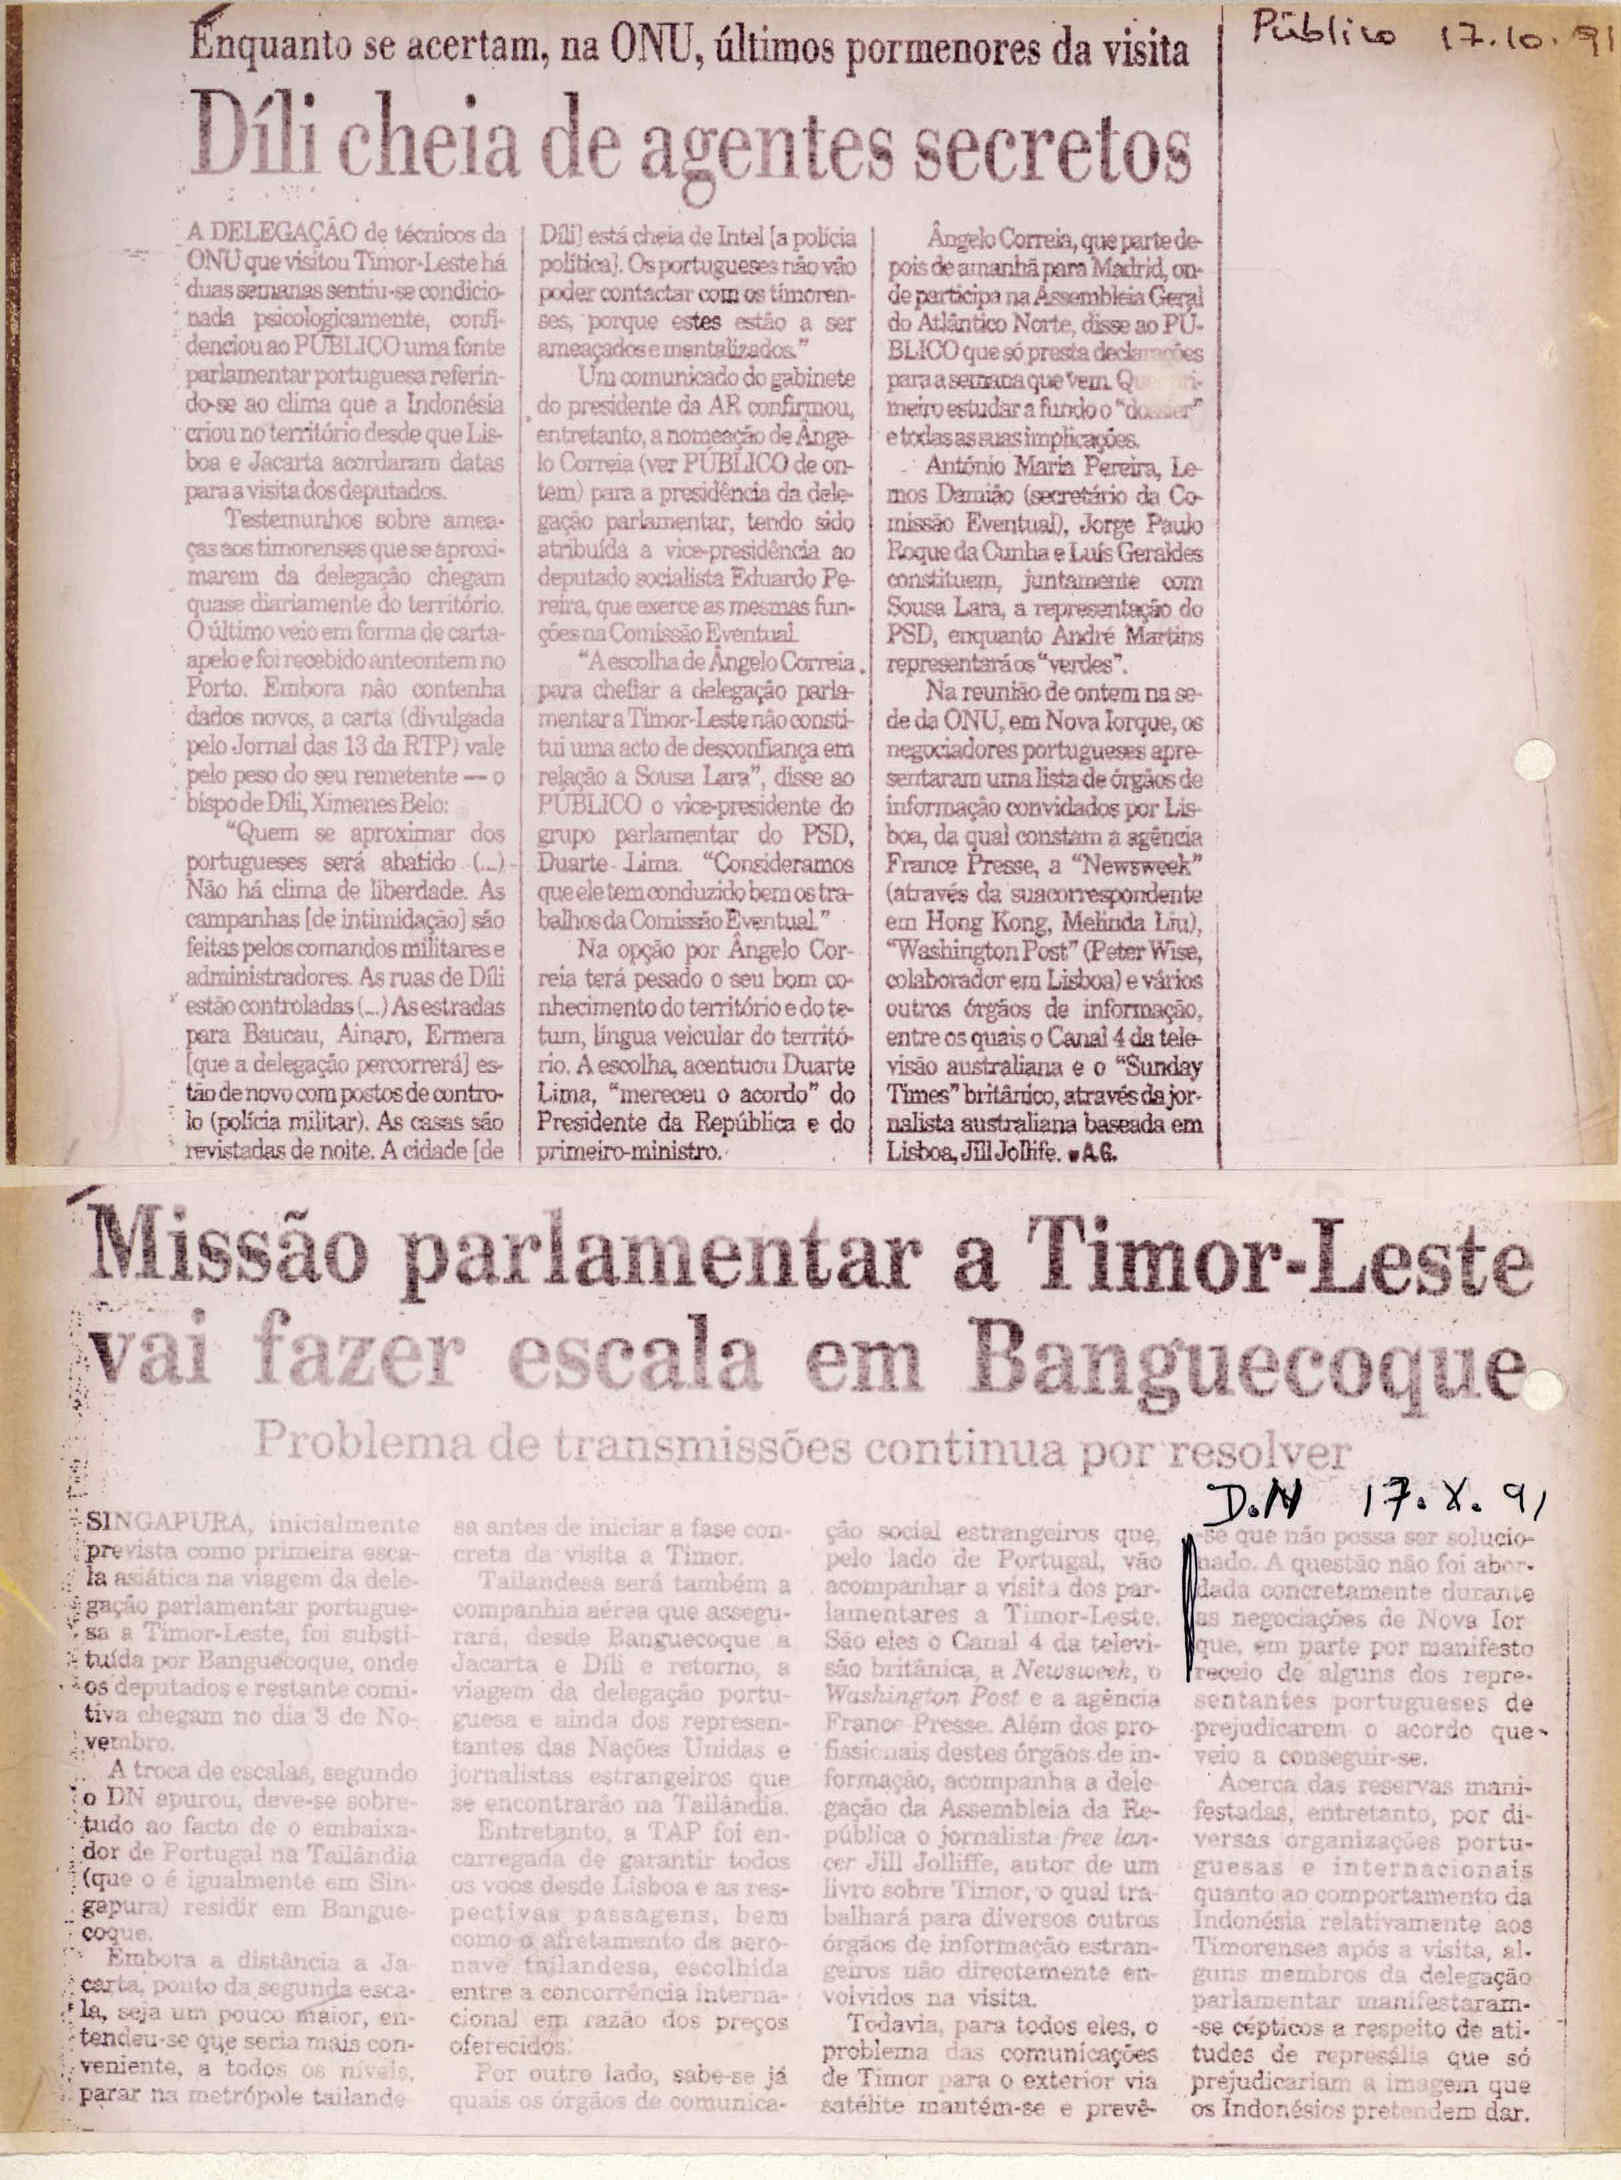 Público 17.10.91
Enquanto se acertam, na ONU, últimos pormenores da visita
Díli cheia de agentes secretos
A DELEGAÇÃO de técnicos da
ONU que visitou Timor-Leste há
duas semanas sentiu-se condicio-
nada psicologicamente, confi-
denciou ao PÚBLICO uma fonte
parlamentar portuguesa referin-
do-se ao clima que a Indonésia
criou no território desde que Lis-
boa e Jacarta acordaram datas
para a visita dos deputados.
Testemunhos sobre amea-
ças aos timorenses que se aproxi-
marem da delegação chegam
quase diariamente do território.
O último veio em forma de carta-
apelo e foi recebido anteontem no
Porto. Embora não contenha
dados novos, a carta (divulgada
pelo Jornal das 13 da RTP) vale
pelo peso do seu remetente — o
bispo de Díli, Ximenes Belo:
"Quem se aproximar dos
portugueses será abatido (...)
Não há clima de liberdade. As
campanhas [de intimidação] são
feitas pelos comandos militares e
administradores. As ruas de Díli
estão controladas (...) As estradas
para Baucau, Ainaro, Ermera
[que a delegação percorrerá] es-
tão de novo com postos de contro-
lo (polícia militar). As casas são
revistadas de noite. A cidade [de
Díli] está cheia de Intel [a polícia
política]. Os portugueses não vão
poder contactar com os timoren-
ses, porque estes estão a ser
ameaçados e mentalizados."
Um comunicado do gabinete
do presidente da AR confirmou,
entretanto, a nomeação de Ânge-
lo Correia (ver PÚBLICO de on-
tem) para a presidência da dele-
gação parlamentar, tendo sido
atribuída a vice-presidência ao
deputado socialista Eduardo Pe-
reira, que exerce as mesmas fun-
ções na Comissão Eventual.
"A escolha de Ângelo Correia
para chefiar a delegação parla-
mentar a Timor-Leste não consti-
tui uma acto de desconfiança em
relação a Sousa Lara", disse ao
PÚBLICO o vice-presidente do
grupo parlamentar do PSD,
Duarte Lima. "Consideramos
que ele tem conduzido bem os tra-
balhos da Comissão Eventual."
Na opção por Ângelo Cor-
reia terá pesado o seu bom co-
nhecimento do território e do te-
tum, língua veicular do territó-
rio. A escolha, acentuou Duarte
Lima, "mereceu o acordo" do
Presidente da República e do
primeiro-ministro.
Ângelo Correia, que parte de-
pois de amanhã para Madrid, on-
de participa na Assembleia Geral
do Atlântico Norte, disse ao PÚ-
BLICO que só presta declarações
para a semana que vem.
meiro estudar a fundo o "dossier"
e todas as suas implicações.
António Maria Pereira, Le-
mos Damião (secretário da Co-
missão Eventual), Jorge Paulo
Roque da Cunha e Luís Geraldes
constituem, juntamente com
Sousa Lara, a representação do
PSD, enquanto André Martins
representará os "verdes".
Na reunião de ontem na se-
de da ONU, em Nova Iorque, os
negociadores portugueses apre-
sentaram uma lista de órgãos de
informação convidados por Lis-
boa, da qual constam a agência
France Presse, a "Newsweek"
(através da suacorrespondente
em Hong Kong, Melinda Liu),
"Washington Post" (Peter Wise,
colaborador em Lisboa) e vários
outros órgãos de informação,
entre os quais o Canal 4 da tele-
visão australiana e o "Sunday
Times" britânico, através da jor-
nalista australiana baseada em
Lisboa, Jill Jolliffe. ■ A.G.
Missão parlamentar a Timor-Leste
vai fazer escala em Banguecoque
Problema de transmissões continua por resolver
D.N 17.X.91
SINGAPURA, inicialmente
prevista como primeira esca-
la asiática na viagem da dele-
gação parlamentar portugue-
sa a Timor-Leste, foi substi-
tuída por Banguecoque, onde
os deputados e restante comi-
tiva chegam no dia 3 de No-
vembro.
A troca de escalas, segundo
o DN apurou, deve-se sobre-
tudo ao facto de o embaixa-
dor de Portugal na Tailândia
(que o é igualmente em Sin-
gapura) residir em Bangue-
coque.
Embora a distância a Ja-
carta, ponto da segunda esca-
la, seja um pouco maior, en-
tendeu-se que seria mais con-
veniente, a todos os níveis,
parar na metrópole tailande-
sa antes de iniciar a fase con-
creta da visita a Timor.
Tailandesa será também a
companhia aérea que assegu-
rará, desde Banguecoque a
Jacarta e Díli e retorno, a
viagem da delegação portu-
guesa e ainda dos represen-
tantes das Nações Unidas e
jornalistas estrangeiros que
se encontrarão na Tailândia.
Entretanto, a TAP foi en-
carregada de garantir todos
os voos desde Lisboa e as res-
pectivas passagens, bem
como o afretamento da aero-
nave tailandesa, escolhida
entre a concorrência interna-
cional em razão dos preços
oferecidos.
Por outro lado, sabe-se já
quais os órgãos de comunica-
ção social estrangeiros que,
pelo lado de Portugal, vão
acompanhar a visita dos par-
lamentares a Timor-Leste.
São eles o Canal 4 da televi-
são britânica, a Newsweek, o
Washington Post e a agência
France Presse. Além dos pro-
fissionais destes órgãos de in-
formação, acompanha a dele-
gação da Assembleia da Re-
pública o jornalista free lan-
cer Jill Jolliffe, autor de um
livro sobre Timor, o qual tra-
balhará para diversos outros
órgãos de informação estran-
geiros não directamente en-
volvidos na visita.
Todavia, para todos eles, o
problema das comunicações
de Timor para o exterior via
satélite mantém-se e prevê-
-se que não possa ser solucio-
nado. A questão não foi abor-
dada concretamente durante
as negociações de Nova Ior
que, em parte por manifesto
receio de alguns dos repre-
sentantes portugueses de
prejudicarem o acordo que
veio a conseguir-se.
Acerca das reservas mani-
festadas, entretanto, por di-
versas organizações portu-
guesas e internacionais
quanto ao comportamento da
Indonésia relativamente aos
Timorenses após a visita, al-
guns membros da delegação
parlamentar manifestaram-
-se cépticos a respeito de ati-
tudes de represália que só
prejudicariam a imagem que
os Indonésios pretendem dar.